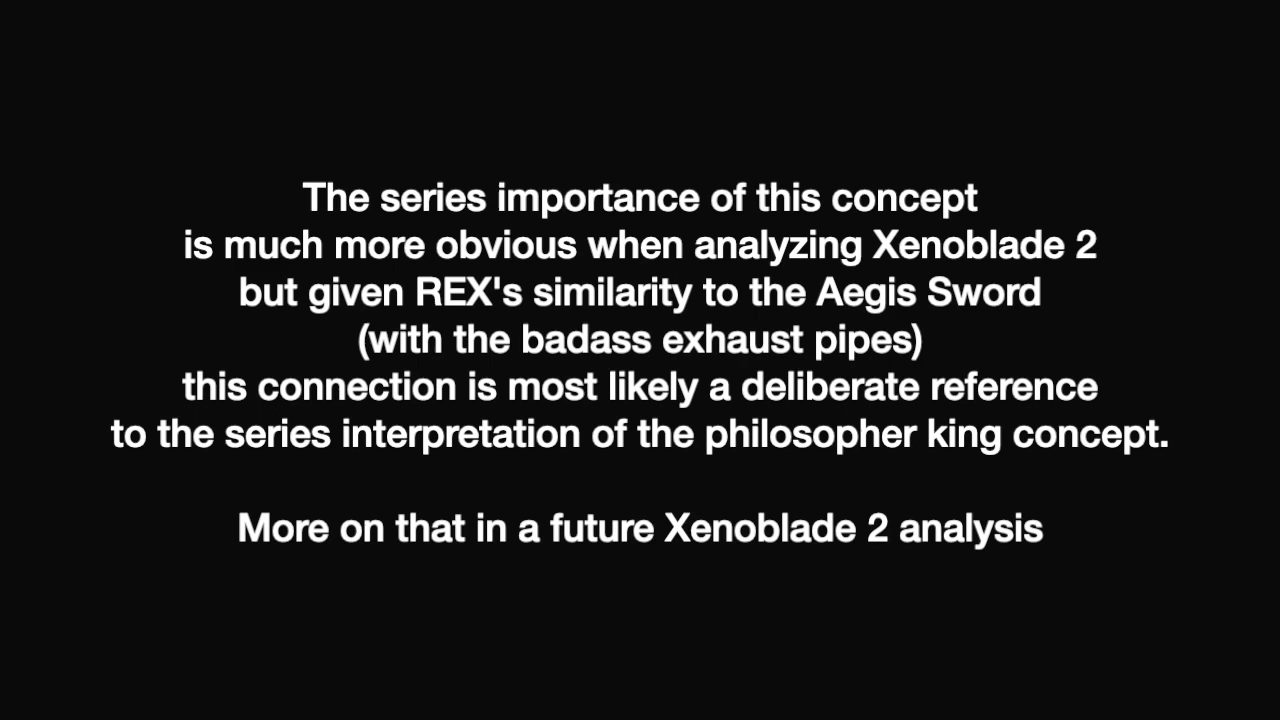 The series importance of this concept
is much more obvious when analyzing Xenoblade 2
but given REX's similarity to the Aegis Sword
(with the badass exhaust pipes)
this connection is most likely a deliberate reference
to the series interpretation of the philosopher king concept.
More on that in a future Xenoblade 2 analysis